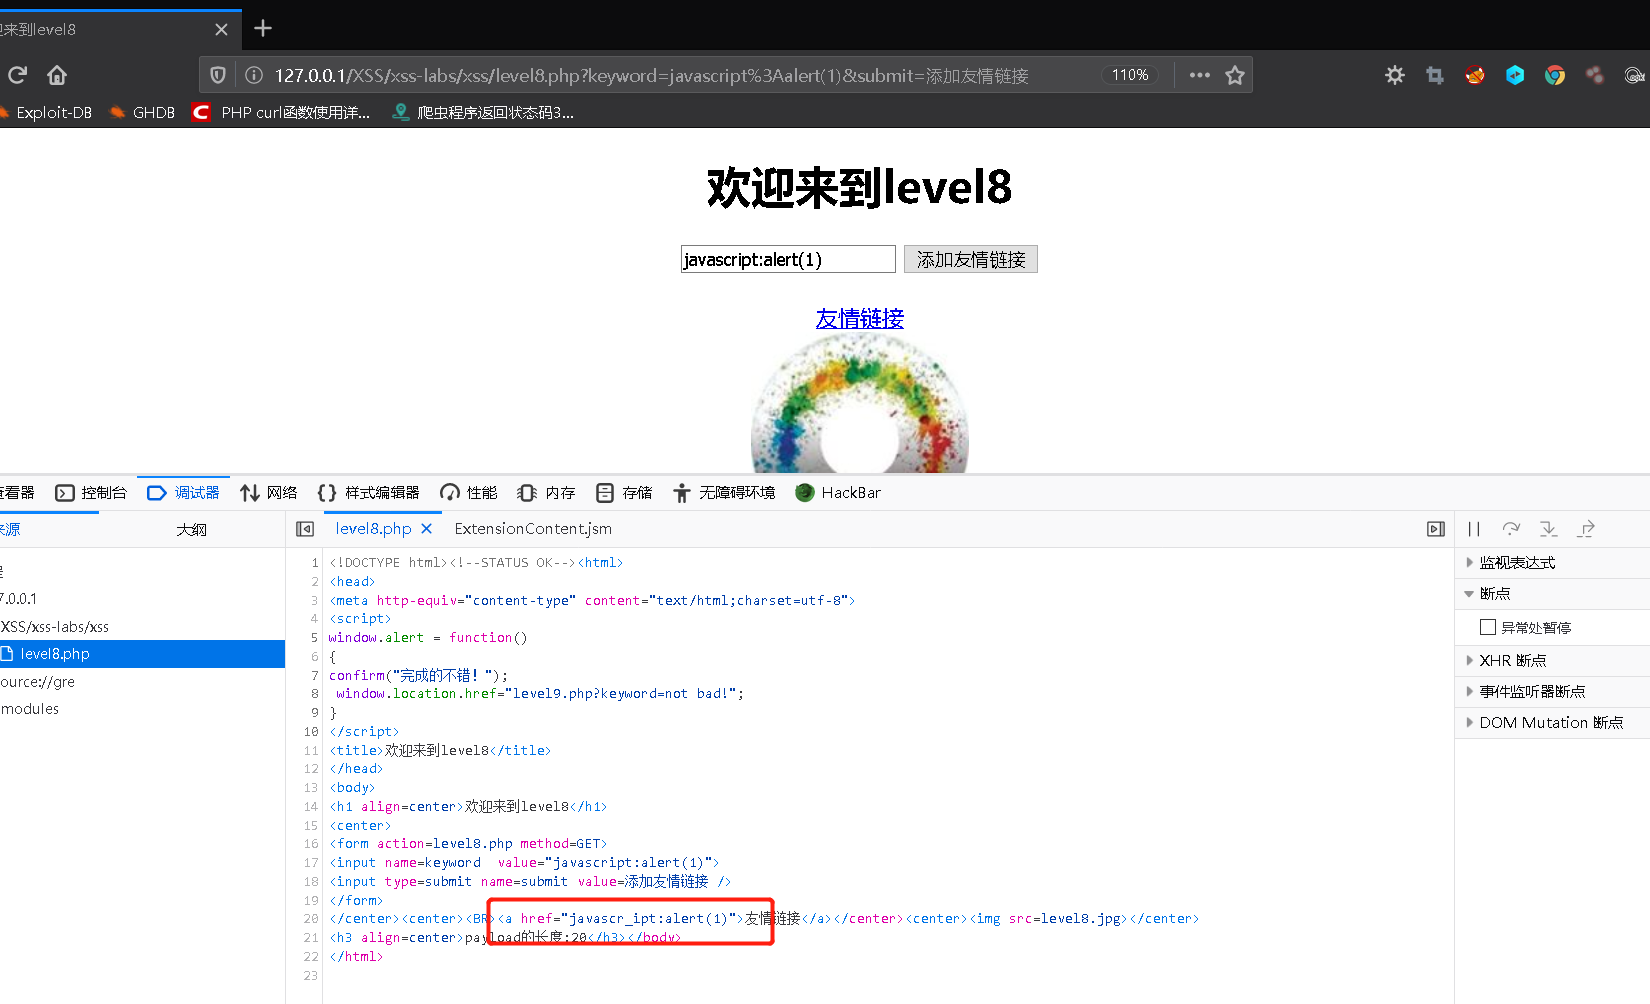 来到level8
127.0.0.1/XSS/xss-labs/xss/level8.php?keyword=javascript%3Aalert(1)&submit=添加友情链接 110%
Exploit-DB GHDB PHP curl函数使用详... 爬虫程序返回状态码3...
欢迎来到level8
javascript:alert(1) 添加友情链接
友情链接
看器 控制台 调试器 网络 样式编辑器 性能 内存 存储 无障碍环境 HackBar
来源 大纲 level8.php ExtensionContent.jsm
7.0.0.1
XSS/xss-labs/xss
level8.php
ource://gre
modules
1 <!DOCTYPE html><!--STATUS OK--><html>
2 <head>
3 <meta http-equiv="content-type" content="text/html;charset=utf-8">
4 <script>
5 window.alert = function()
6 {
7 confirm("完成的不错！");
8  window.location.href="level9.php?keyword=not bad!";
9 }
10 </script>
11 <title>欢迎来到level8</title>
12 </head>
13 <body>
14 <h1 align=center>欢迎来到level8</h1>
15 <center>
16 <form action=level8.php method=GET>
17 <input name=keyword  value="javascript:alert(1)">
18 <input type=submit name=submit value=添加友情链接 />
19 </form>
20 </center><center><BR><a href="javascr_ipt:alert(1)">友情链接</a></center><center><img src=level8.jpg></center>
21 <h3 align=center>payload的长度:20</h3></body>
22 </html>
23
监视表达式
断点
异常处暂停
XHR 断点
事件监听器断点
DOM Mutation 断点